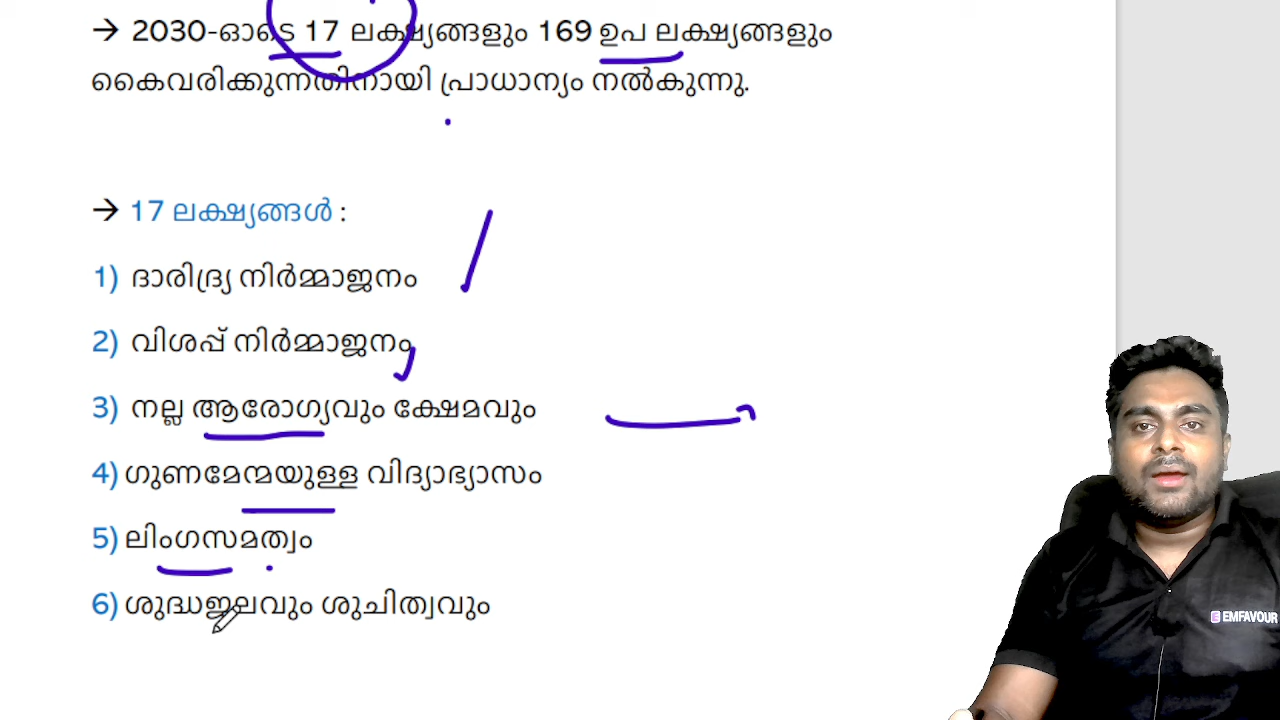 → 2030-ഓടെ 17 ലക്ഷ്യങ്ങളും 169 ഉപ ലക്ഷ്യങ്ങളും
കൈവരിക്കുന്നതിനായി പ്രാധാന്യം നൽകുന്നു.
→ 17 ലക്ഷ്യങ്ങൾ :
1) ദാരിദ്ര്യ നിർമ്മാജനം
2) വിശപ്പ് നിർമ്മാജനം
3) നല്ല ആരോഗ്യവും ക്ഷേമവും
4) ഗുണമേന്മയുള്ള വിദ്യാഭ്യാസം
5) ലിംഗസമത്വം
6) ശുദ്ധജലവും ശുചിത്വവും
EMFAVOUR